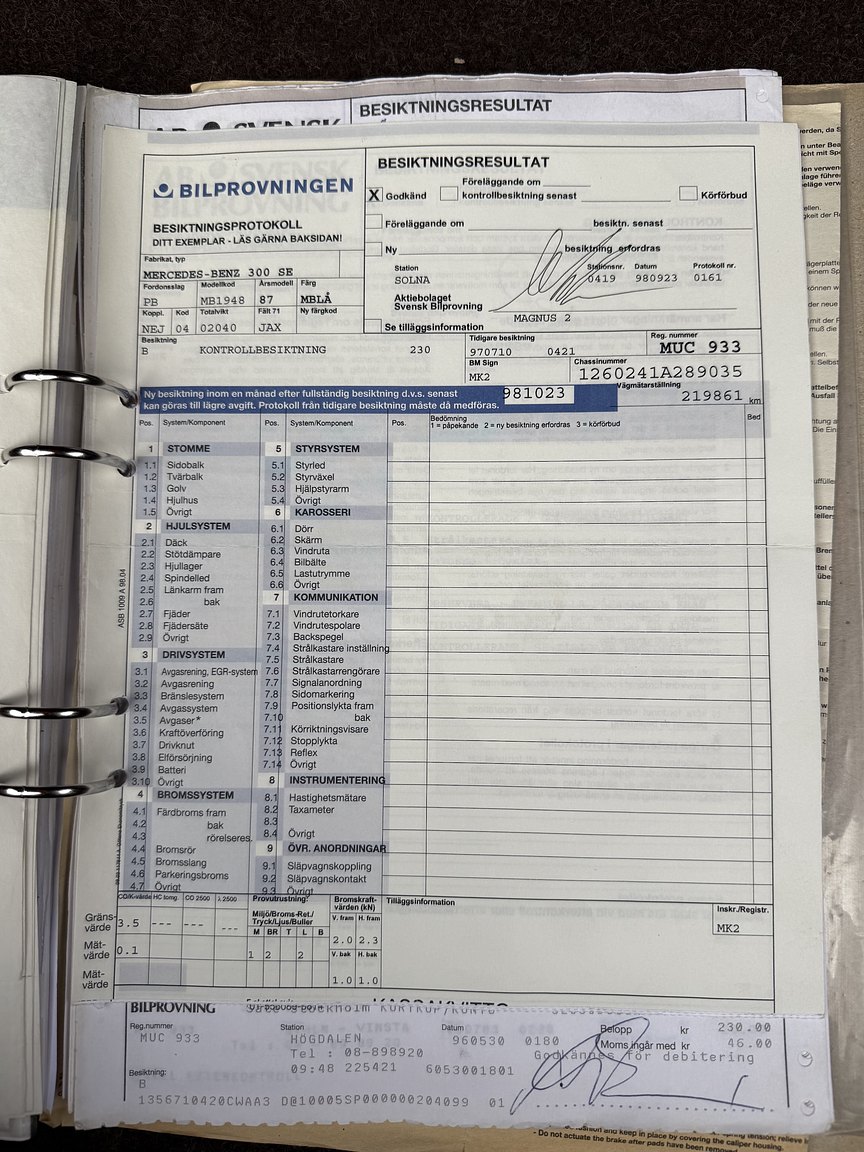 BESIKTNINGSRESULTAT
BILPROVNINGEN
BESIKTNINGSPROTOKOLL
DITT EXEMPLAR - LÄS GÄRNA BAKSIDAN!
BESIKTNINGSRESULTAT
X Godkänd
Föreläggande om
kontrollbesiktning senast
Körförbud
Föreläggande om besiktn. senast
Ny besiktning erfordras
Station Stationsnr. Datum Protokoll nr.
SOLNA 0419 980923 0161
Aktiebolaget
Svensk Bilprovning
MAGNUS 2
Se tilläggsinformation
Fabrikat, typ
MERCEDES-BENZ 300 SE
Fordonsslag Modellkod Årsmodell Färg
PB MB1948 87 MBLÅ
Koppl. Kod Totalvikt Fält 71 Ny färgkod
NEJ 04 02040 JAX
Besiktning
B KONTROLLBESIKTNING 230
Tidigare besiktning
970710 0421
Reg. nummer
MUC 933
BM Sign
MK2
Chassinummer
1260241A289035
Vägmätarställning
219861 km
Ny besiktning inom en månad efter fullständig besiktning d.v.s. senast 981023
kan göras till lägre avgift. Protokoll från tidigare besiktning måste då medföras.
Pos. System/Komponent Pos. System/Komponent Pos. Bedömning Bed
1 = påpekande 2 = ny besiktning erfordras 3 = körförbud
1 STOMME
1.1 Sidobalk
1.2 Tvärbalk
1.3 Golv
1.4 Hjulhus
1.5 Övrigt
2 HJULSYSTEM
2.1 Däck
2.2 Stötdämpare
2.3 Hjullager
2.4 Spindelled
2.5 Länkarm fram
2.6 bak
2.7 Fjäder
2.8 Fjädersäte
2.9 Övrigt
3 DRIVSYSTEM
3.1 Avgasrening, EGR-system
3.2 Avgasrening
3.3 Bränslesystem
3.4 Avgassystem
3.5 Avgaser*
3.6 Kraftöverföring
3.7 Drivknut
3.8 Elförsörjning
3.9 Batteri
3.10 Övrigt
4 BROMSSYSTEM
4.1 Färdbroms fram
4.2 bak
4.3 rörelseres.
4.4 Bromsrör
4.5 Bromsslang
4.6 Parkeringsbroms
4.7 Övrigt
5 STYRSYSTEM
5.1 Styrled
5.2 Styrväxel
5.3 Hjälpstyrarm
5.4 Övrigt
6 KAROSSERI
6.1 Dörr
6.2 Skärm
6.3 Vindruta
6.4 Bilbälte
6.5 Lastutrymme
6.6 Övrigt
7 KOMMUNIKATION
7.1 Vindrutetorkare
7.2 Vindrutespolare
7.3 Backspegel
7.4 Strålkastare inställning
7.5 Strålkastare
7.6 Strålkastarrengörare
7.7 Signalanordning
7.8 Sidomarkering
7.9 Positionslykta fram
7.10 bak
7.11 Körriktningsvisare
7.12 Stopplykta
7.13 Reflex
7.14 Övrigt
8 INSTRUMENTERING
8.1 Hastighetsmätare
8.2 Taxameter
8.3
8.4 Övrigt
9 ÖVR. ANORDNINGAR
9.1 Släpvagnskoppling
9.2 Släpvagnskontakt
9.3 Övrigt
ASB 1009 A 98.04
CO/K-värde HC tomg. CO 2500 λ 2500
Gräns-
värde 3.5 --- --- ---
Mät-
värde 0.1
Mät-
värde
Provutrustning:
Miljö/Broms-Ret./
Tryck/Ljus/Buller
M BR T L B
1 2 2
Bromskraft-
värden (kN)
V. fram H. fram
2.0 2.3
V. bak H. bak
1.0 1.0
Tilläggsinformation
Inskr./Registr.
MK2
BILPROVNING
Reg.nummer
MUC 933
Station
HÖGDALEN
Tel : 08-898920
09:48 225421 6053001801
Datum
960530 0180
Belopp kr 230.00
Moms ingår med kr 46.00
Godkännes för debitering
Besiktning:
B
1356710420CWAA3 D@10005SP000000204099 01
- Do not actuate the brake after pads have been removed